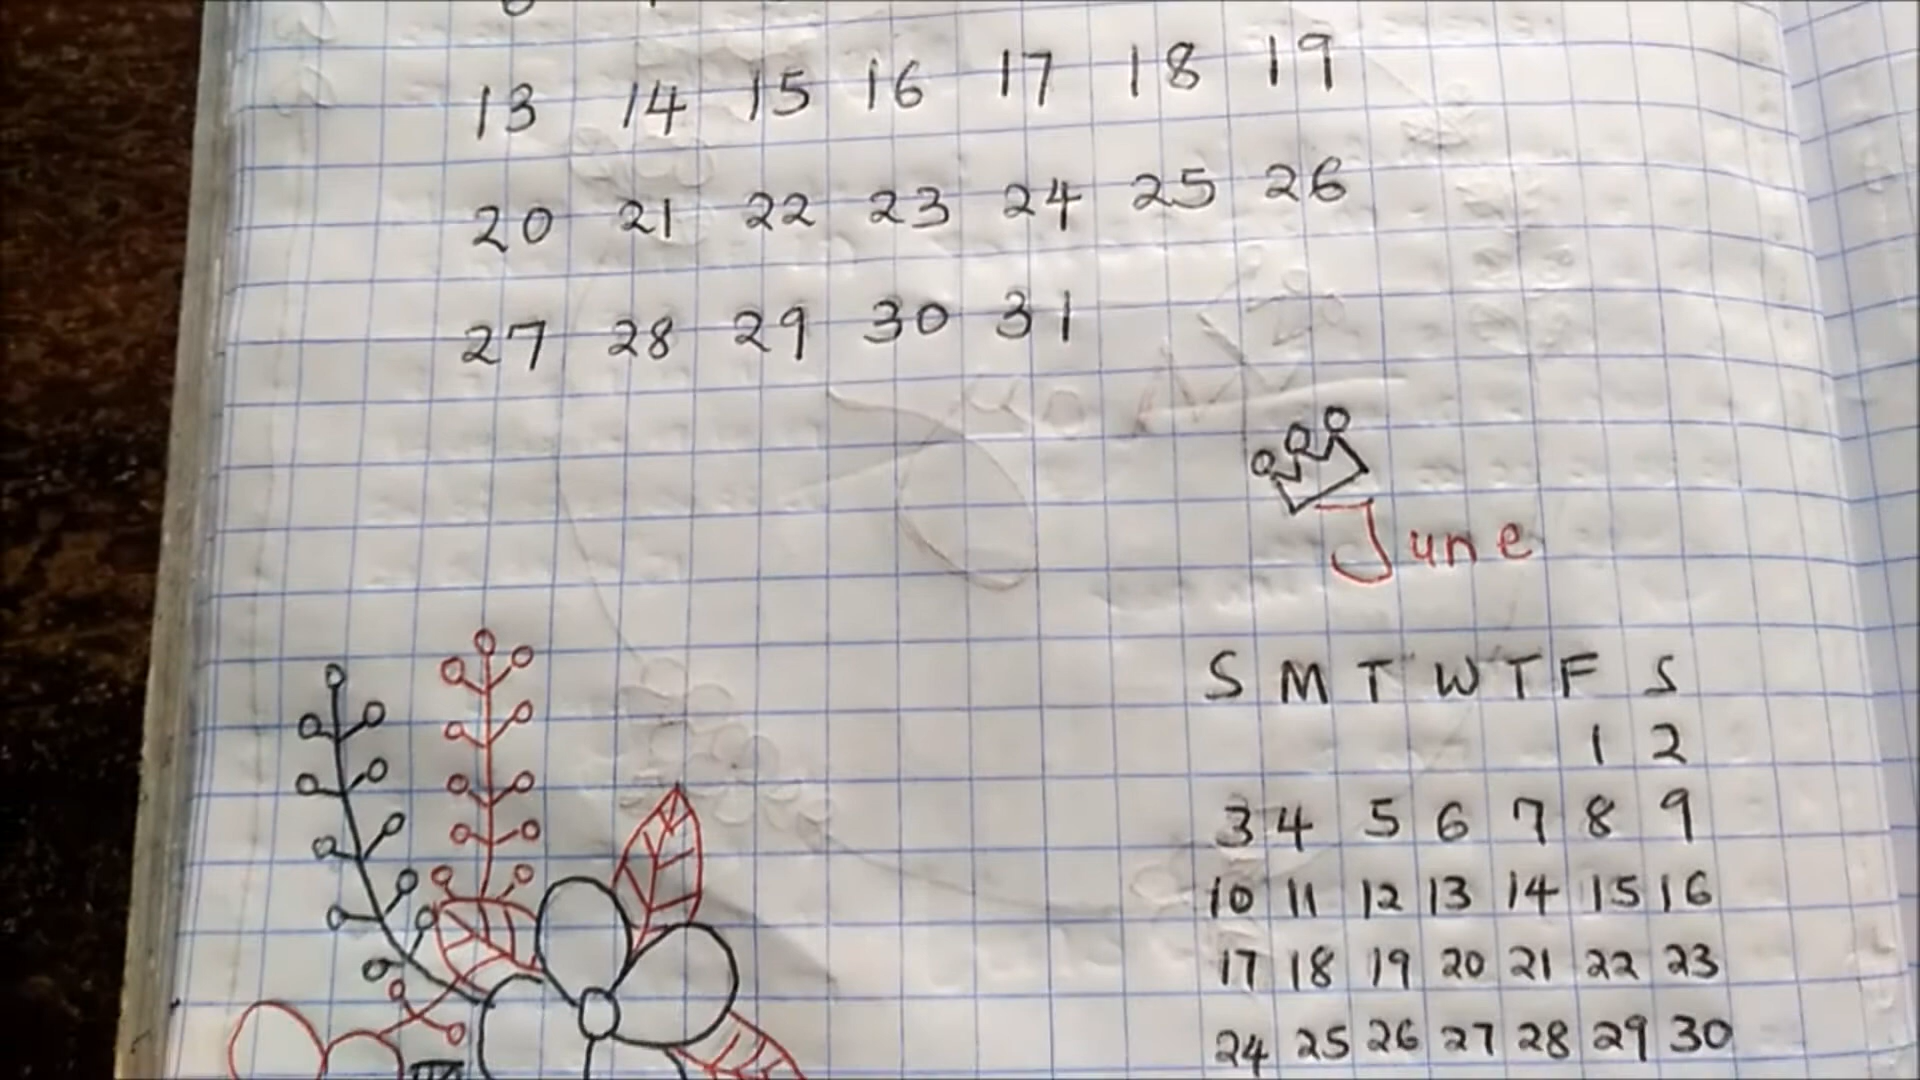 13 14 15 16 17 18 19
20 21 22 23 24 25 26
27 28 29 30 31
June
S M T W T F S
1 2
3 4 5 6 7 8 9
10 11 12 13 14 15 16
17 18 19 20 21 22 23
24 25 26 27 28 29 30